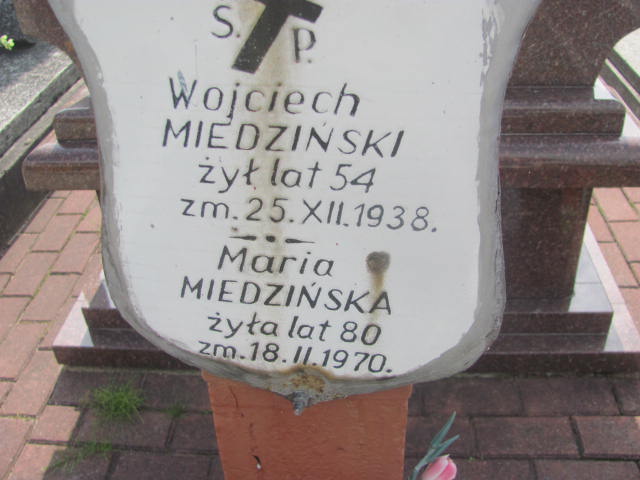 Ś. P.
Wojciech
MIEDZIŃSKI
żył lat 54
zm. 25. XII. 1938.
Maria
MIEDZIŃSKA
żyła lat 80
zm. 18. II. 1970.